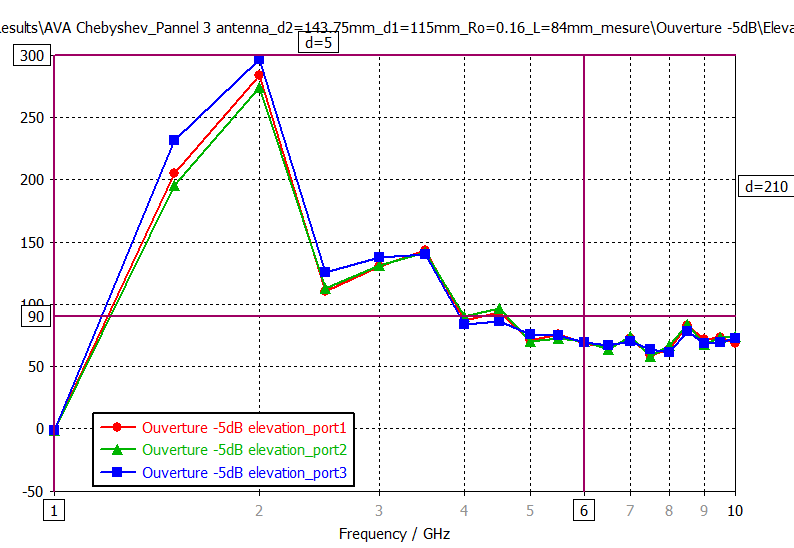 esults\AVA Chebyshev_Pannel 3 antenna_d2=143.75mm_d1=115mm_Ro=0.16_L=84mm_mesure\Ouverture -5dB\Eleva
d=5
300
250
200
d=210
150
100
90
50
0
-50
Ouverture -5dB elevation_port1
Ouverture -5dB elevation_port2
Ouverture -5dB elevation_port3
1 2 3 4 5 6 7 8 9 10
Frequency / GHz